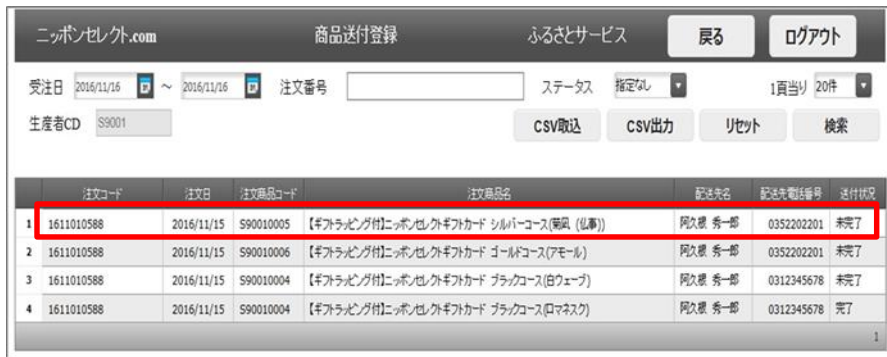 ニッポンセレクト.com 商品送付登録 ふるさとサービス 戻る ログアウト
受注日 2016/11/16 ～ 2016/11/16 注文番号 ステータス 指定なし 1頁当り 20件
生産者CD S9001 CSV取込 CSV出力 リセット 検索
注文コード 注文日 注文商品コード 注文商品名 配送先名 配送先電話番号 送付状況
1 1611010588 2016/11/15 S90010005 【ギフトラッピング付】ニッポンセレクトギフトカード シルバーコース(菊凪 (仏事)) 阿久根 秀一郎 0352202201 未完了
2 1611010588 2016/11/15 S90010006 【ギフトラッピング付】ニッポンセレクトギフトカード ゴールドコース(アモール) 阿久根 秀一郎 0352202201 未完了
3 1611010588 2016/11/15 S90010004 【ギフトラッピング付】ニッポンセレクトギフトカード ブラックコース(白ウェーブ) 阿久根 秀一郎 0312345678 未完了
4 1611010588 2016/11/15 S90010004 【ギフトラッピング付】ニッポンセレクトギフトカード ブラックコース(ロマネスク) 阿久根 秀一郎 0312345678 完了
1